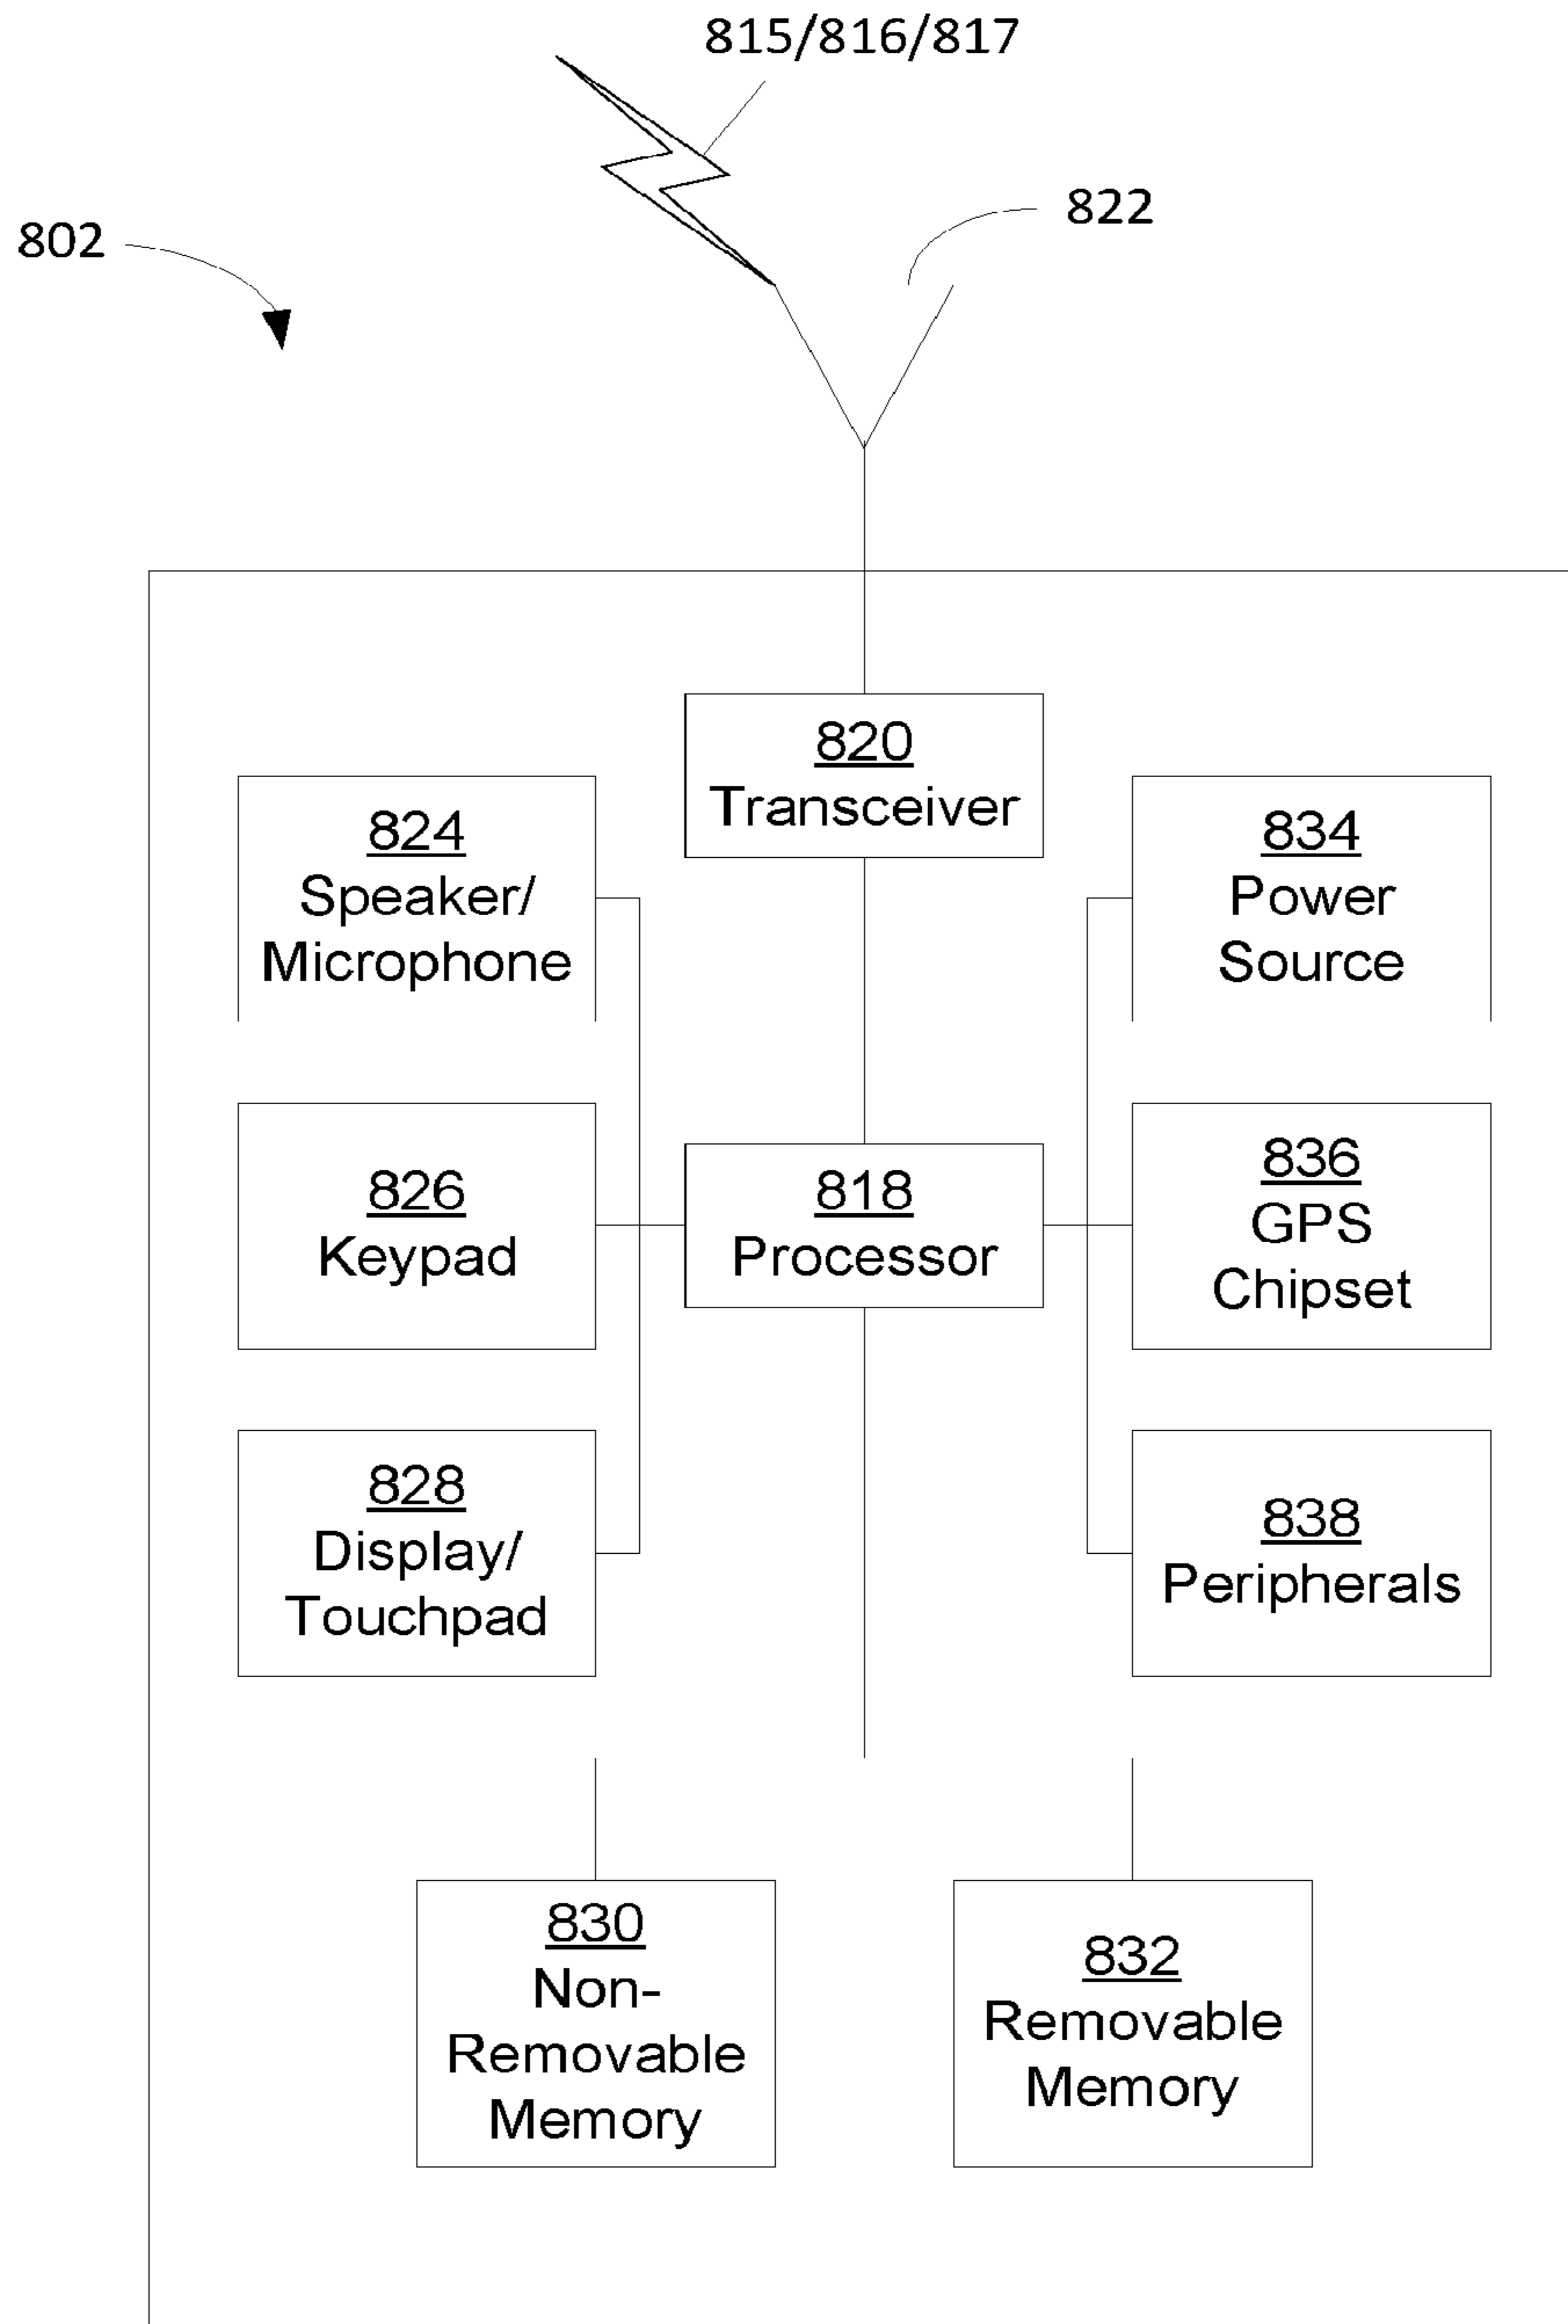 815/816/817
822
802
820
Transceiver
824
Speaker/
Microphone
834
Power
Source
826
Keypad
818
Processor
836
GPS
Chipset
828
Display/
Touchpad
838
Peripherals
830
Non-
Removable
Memory
832
Removable
Memory